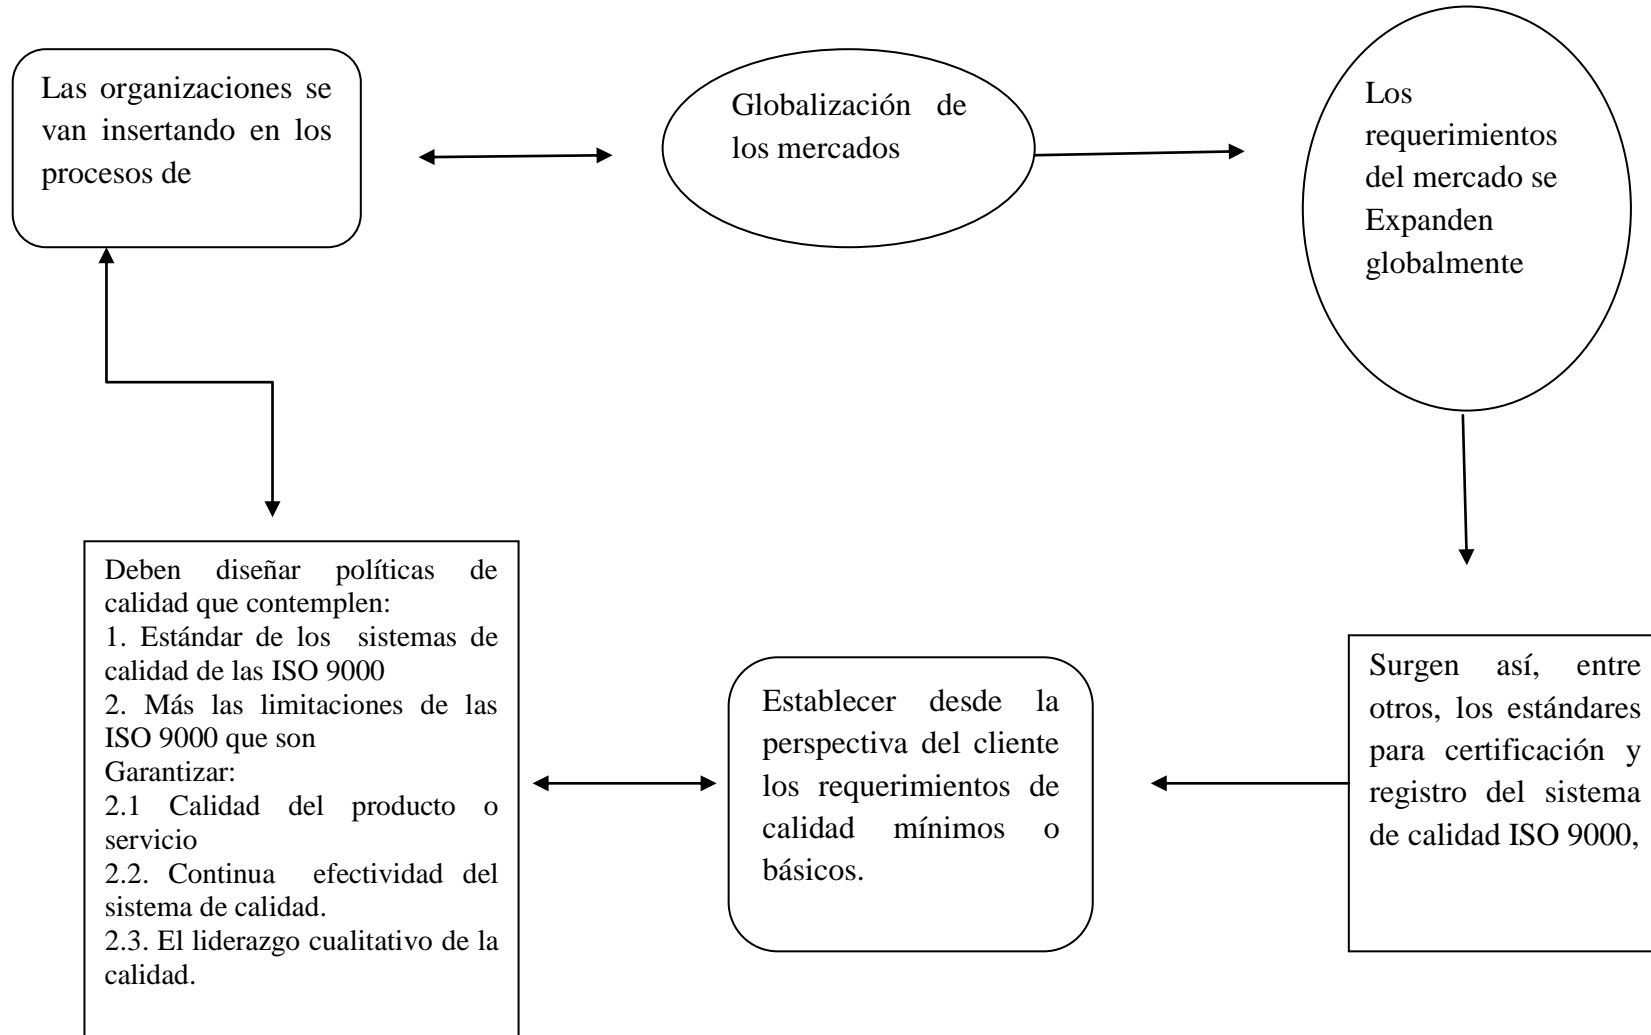 Las organizaciones se
van insertando en los
procesos de
Globalización de
los mercados
Los
requerimientos
del mercado se
Expanden
globalmente
Deben diseñar políticas de
calidad que contemplen:
1. Estándar de los sistemas de
calidad de las ISO 9000
2. Más las limitaciones de las
ISO 9000 que son
Garantizar:
2.1 Calidad del producto o
servicio
2.2. Continua efectividad del
sistema de calidad.
2.3. El liderazgo cualitativo de la
calidad.
Establecer desde la
perspectiva del cliente
los requerimientos de
calidad mínimos o
básicos.
Surgen así, entre
otros, los estándares
para certificación y
registro del sistema
de calidad ISO 9000,